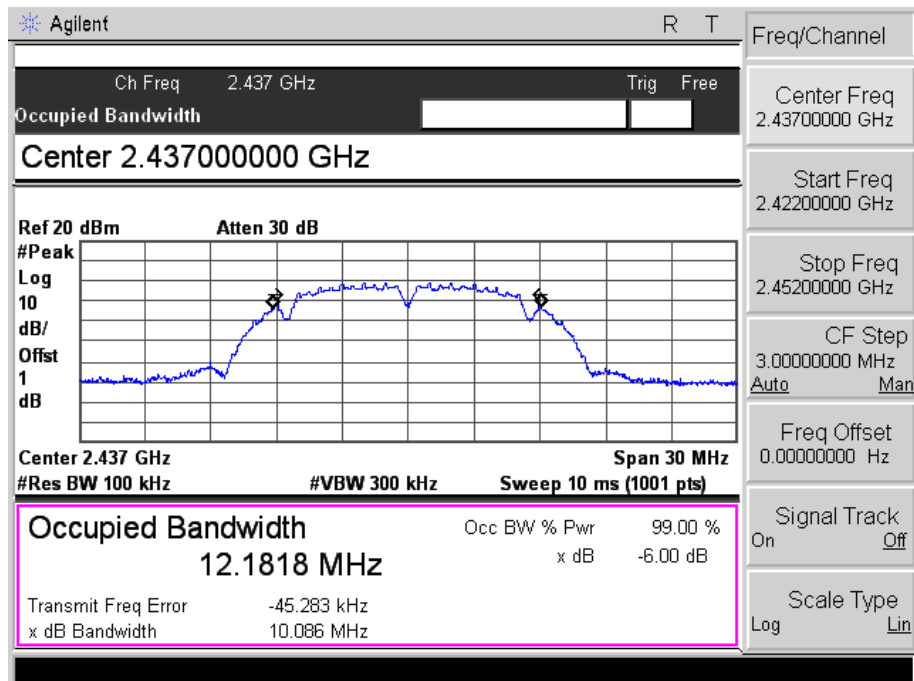 Agilent R T
Ch Freq 2.437 GHz Trig Free
Occupied Bandwidth
Center 2.437000000 GHz
Ref 20 dBm Atten 30 dB
#Peak
Log
10
dB/
Offst
1
dB
Center 2.437 GHz Span 30 MHz
#Res BW 100 kHz #VBW 300 kHz Sweep 10 ms (1001 pts)
Occupied Bandwidth Occ BW % Pwr 99.00 %
12.1818 MHz x dB -6.00 dB
Transmit Freq Error -45.283 kHz
x dB Bandwidth 10.086 MHz
Freq/Channel
Center Freq
2.43700000 GHz
Start Freq
2.42200000 GHz
Stop Freq
2.45200000 GHz
CF Step
3.00000000 MHz
Auto Man
Freq Offset
0.00000000 Hz
Signal Track
On Off
Scale Type
Log Lin